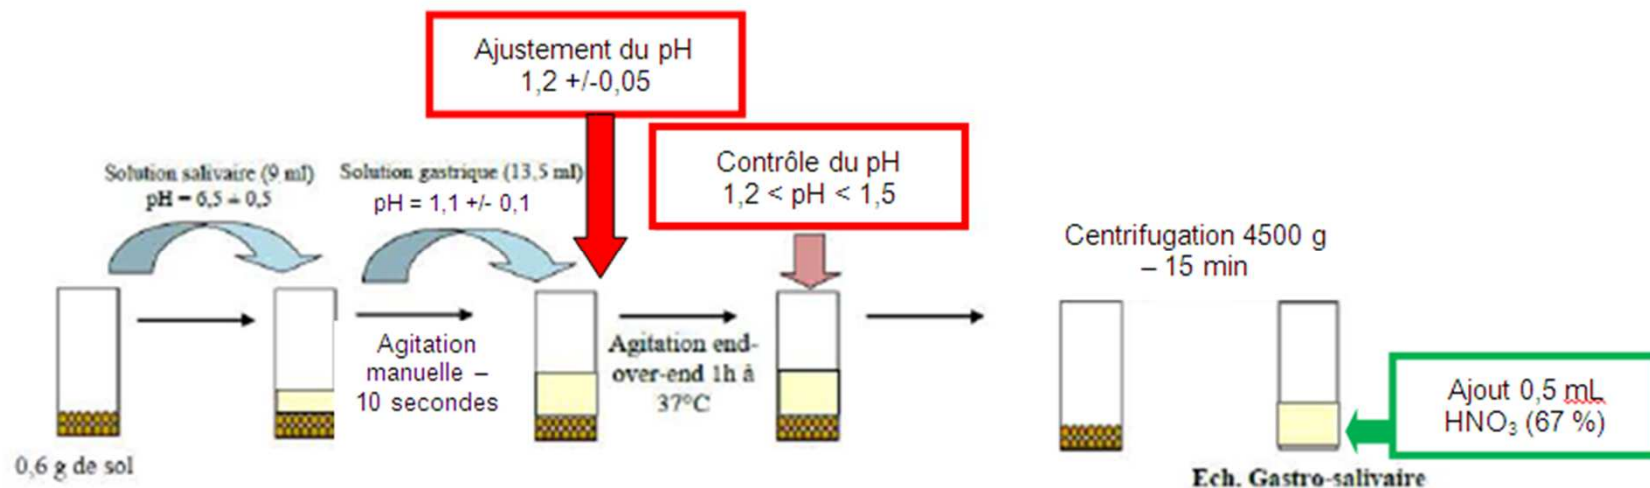 Ajustement du pH
1,2 +/-0,05
Contrôle du pH
1,2 < pH < 1,5
Solution salivaire (9 ml)
pH = 6,5 ± 0,5
Solution gastrique (13,5 ml)
pH = 1,1 +/- 0,1
Centrifugation 4500 g
– 15 min
Agitation
manuelle –
10 secondes
Agitation end-
over-end 1h à
37°C
Ajout 0,5 mL
HNO₃ (67 %)
0,6 g de sol
Ech. Gastro-salivaire